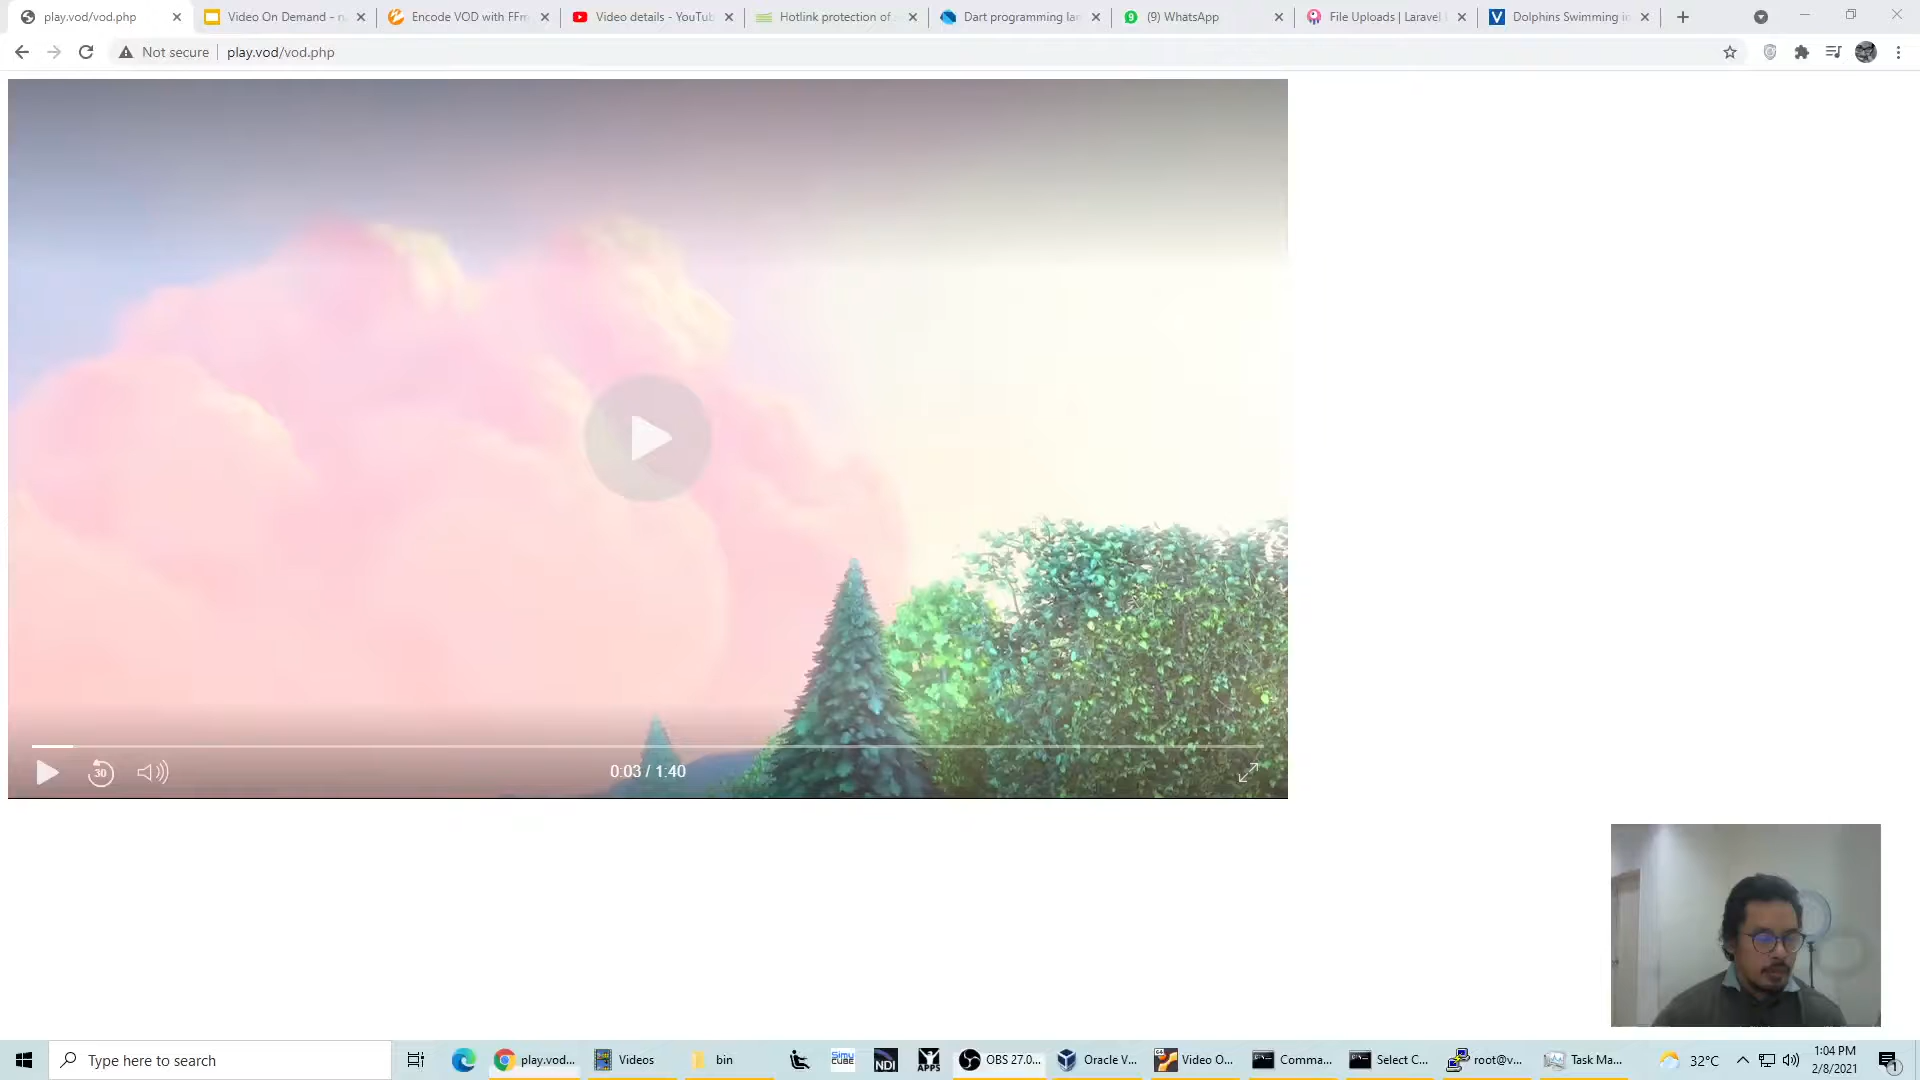 play.vod/vod.php
Video On Demand - n
Encode VOD with FFm
Video details - YouTub
Hotlink protection of
Dart programming lan
(9) WhatsApp
File Uploads | Laravel
Dolphins Swimming i
Not secure
play.vod/vod.php
30
0:03 / 1:40
Type here to search
play.vod...
Videos
bin
SIMU CUBE
NDI
APPS
OBS 27.0...
Oracle V...
Video O...
Comma...
Select C...
root@v...
Task Ma...
32°C
1:04 PM
2/8/2021
1